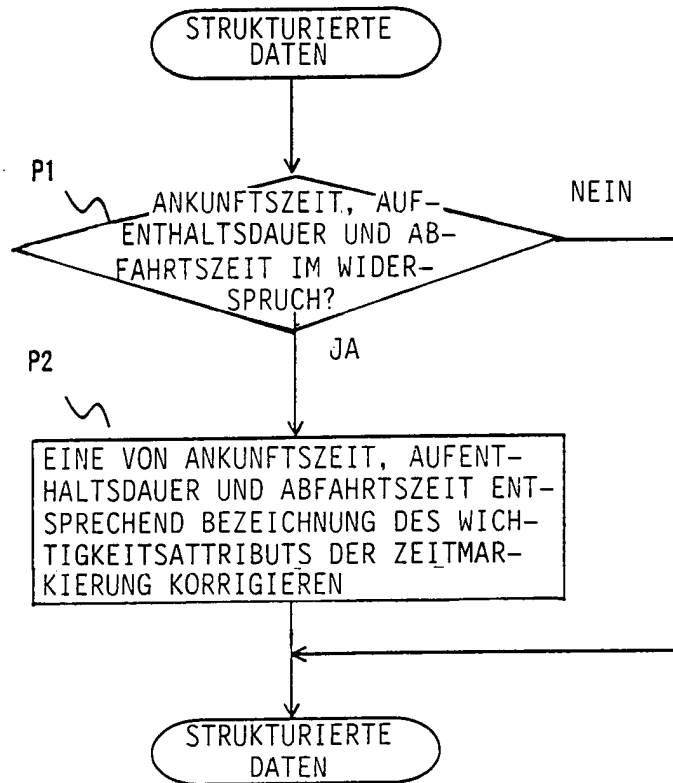 STRUKTURIERTE
DATEN
P1
NEIN
ANKUNFTSZEIT, AUF-
ENTHALTSDAUER UND AB-
FAHRTSZEIT IM WIDER-
SPRUCH?
JA
P2
EINE VON ANKUNFTSZEIT, AUFENT-
HALTSDAUER UND ABFAHRTSZEIT ENT-
SPRECHEND BEZEICHNUNG DES WICH-
TIGKEITSATTRIBUTS DER ZEITMAR-
KIERUNG KORRIGIEREN
STRUKTURIERTE
DATEN